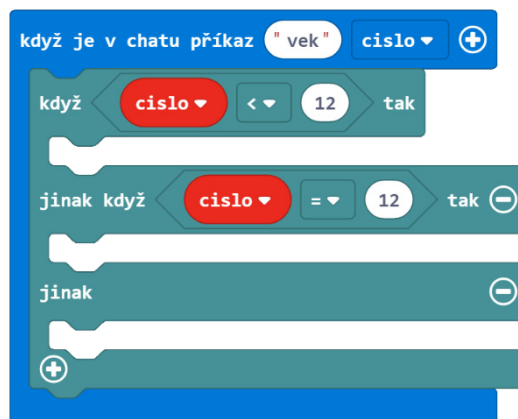 když je v chatu příkaz "vek" cislo
když cislo < 12 tak
jinak když cislo = 12 tak
jinak